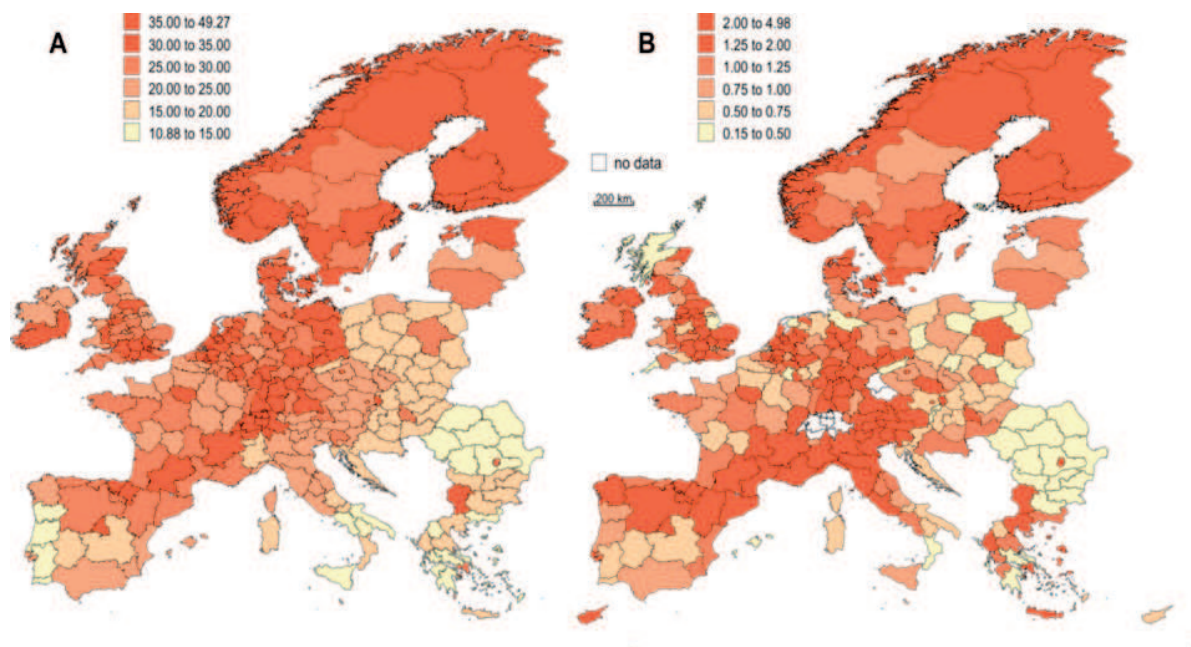 A
35.00 to 49.27
30.00 to 35.00
25.00 to 30.00
20.00 to 25.00
15.00 to 20.00
10.88 to 15.00
B
2.00 to 4.98
1.25 to 2.00
1.00 to 1.25
0.75 to 1.00
0.50 to 0.75
0.15 to 0.50
no data
200 km